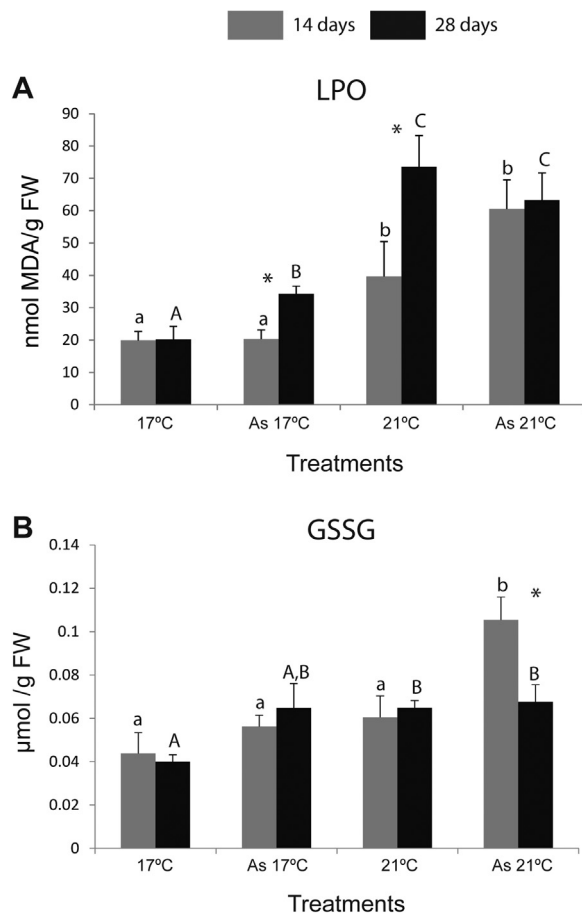 14 days 28 days
A
LPO
nmol MDA/g FW
90
80
70
60
50
40
30
20
10
0
a A
* a B
b * C
b C
17ºC As 17ºC 21ºC As 21ºC
Treatments
B
GSSG
µmol /g FW
0.14
0.12
0.1
0.08
0.06
0.04
0.02
0
a A
a A,B
a B
b * B
17ºC As 17ºC 21ºC As 21ºC
Treatments